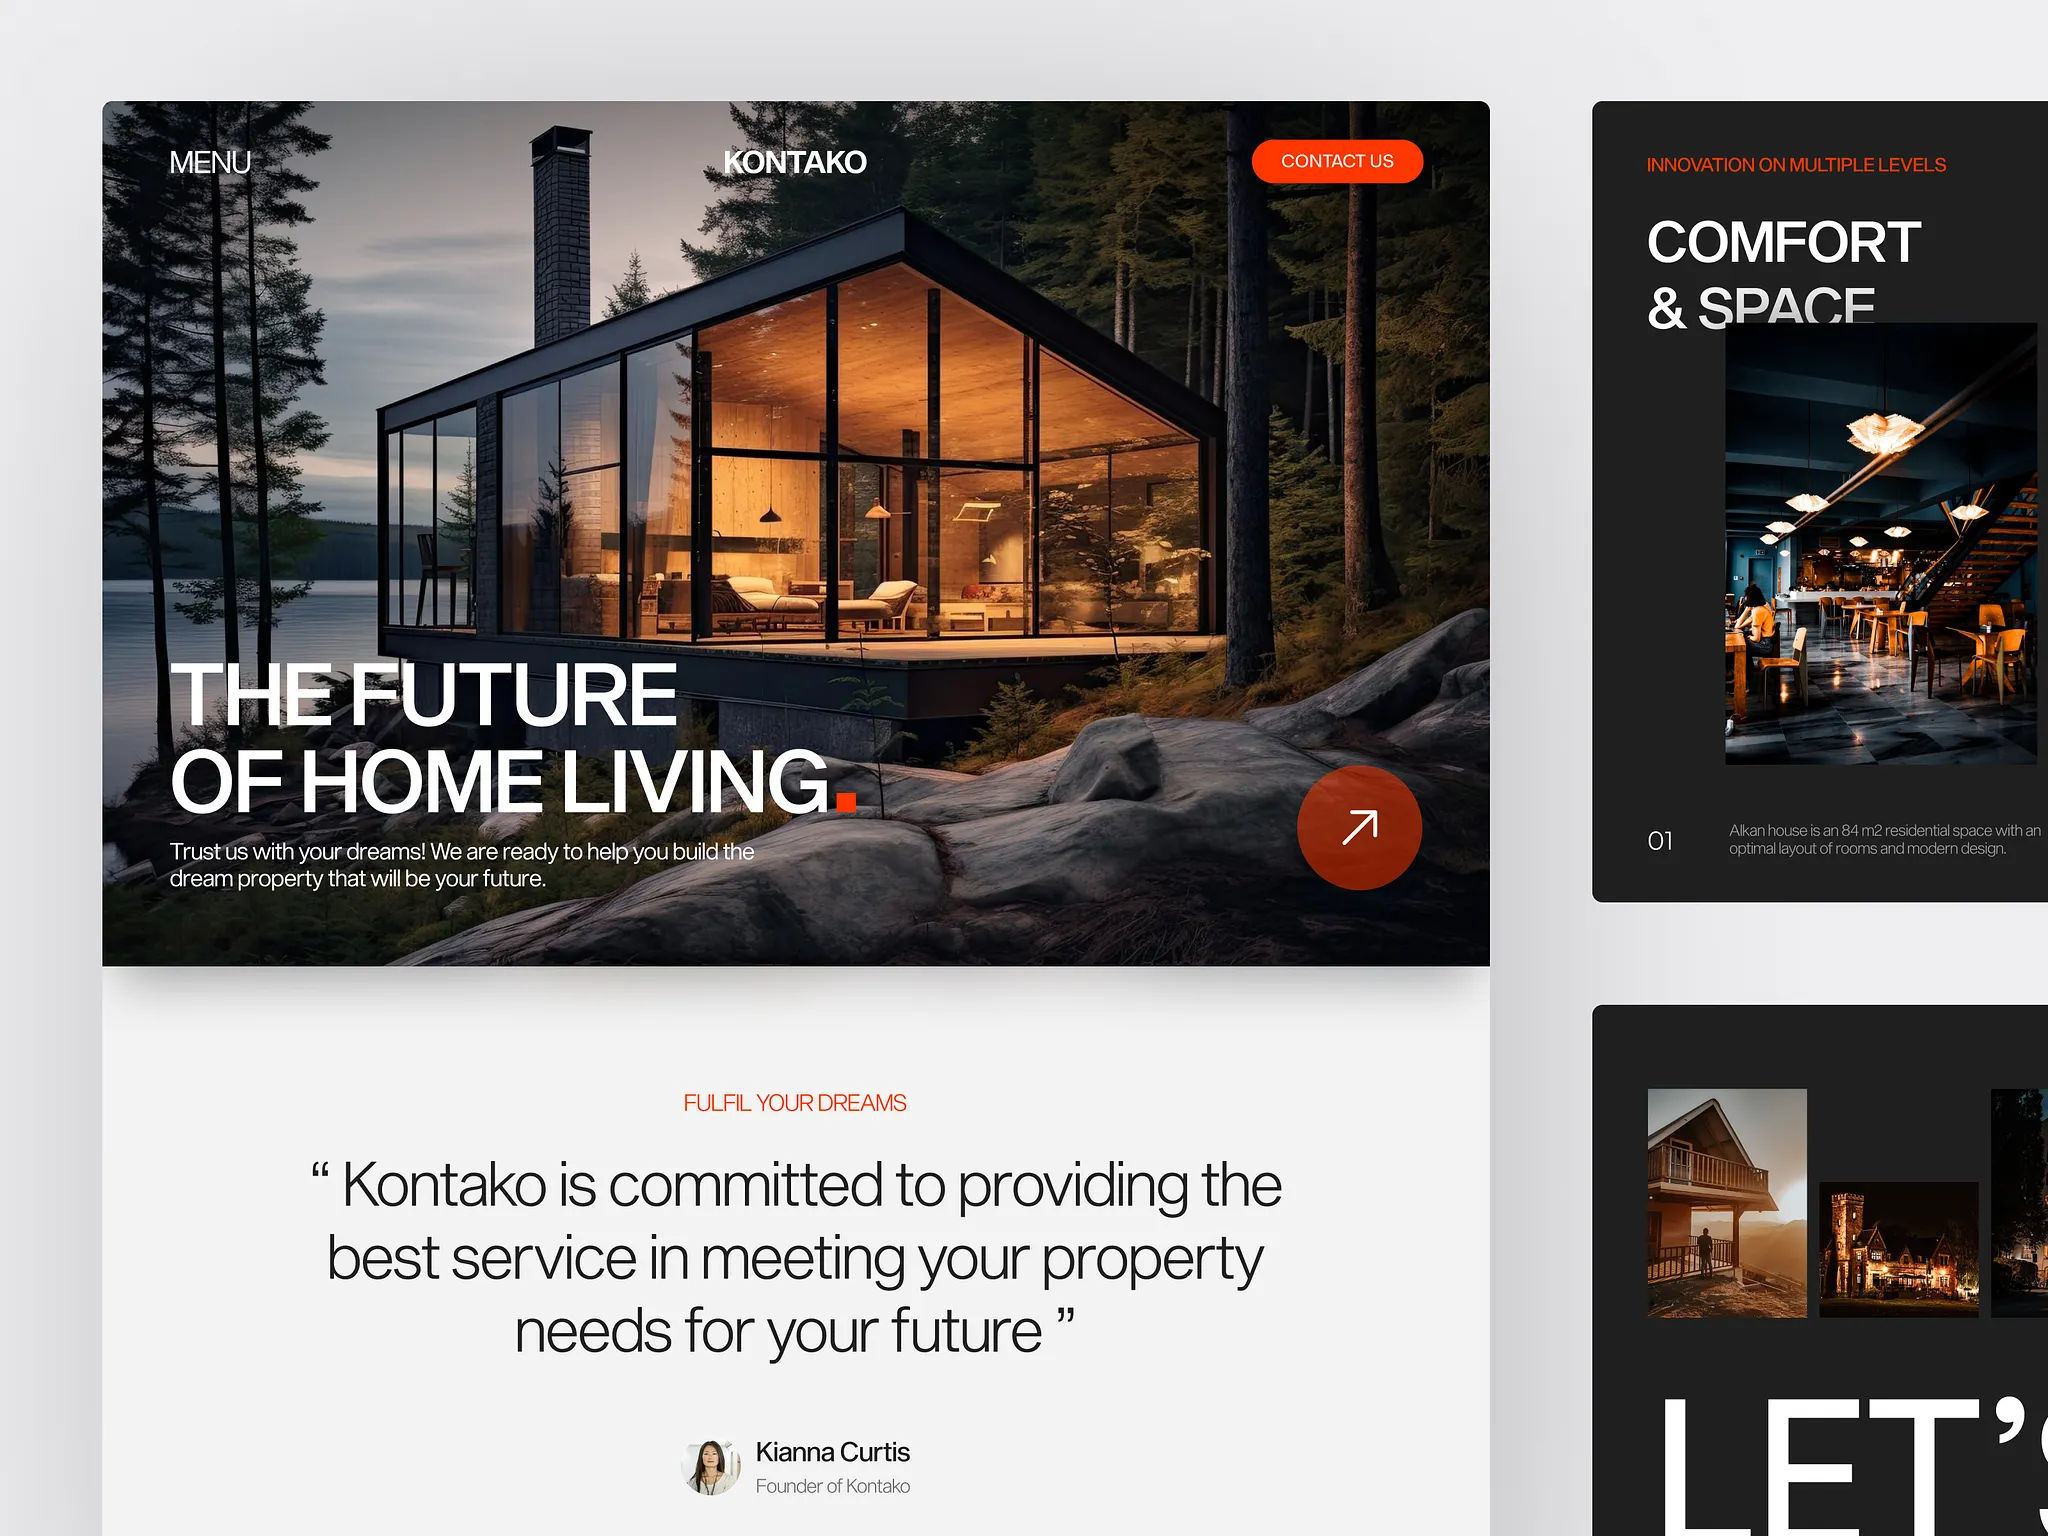 MENU
KONTAKO
CONTACT US
THE FUTURE
OF HOME LIVING.
Trust us with your dreams! We are ready to help you build the
dream property that will be your future.
FULFIL YOUR DREAMS
“ Kontako is committed to providing the
best service in meeting your property
needs for your future ”
Kianna Curtis
Founder of Kontako
INNOVATION ON MULTIPLE LEVELS
COMFORT
& SPACE
01
Alkan house is an 84 m2 residential space with an
optimal layout of rooms and modern design.
LET’S